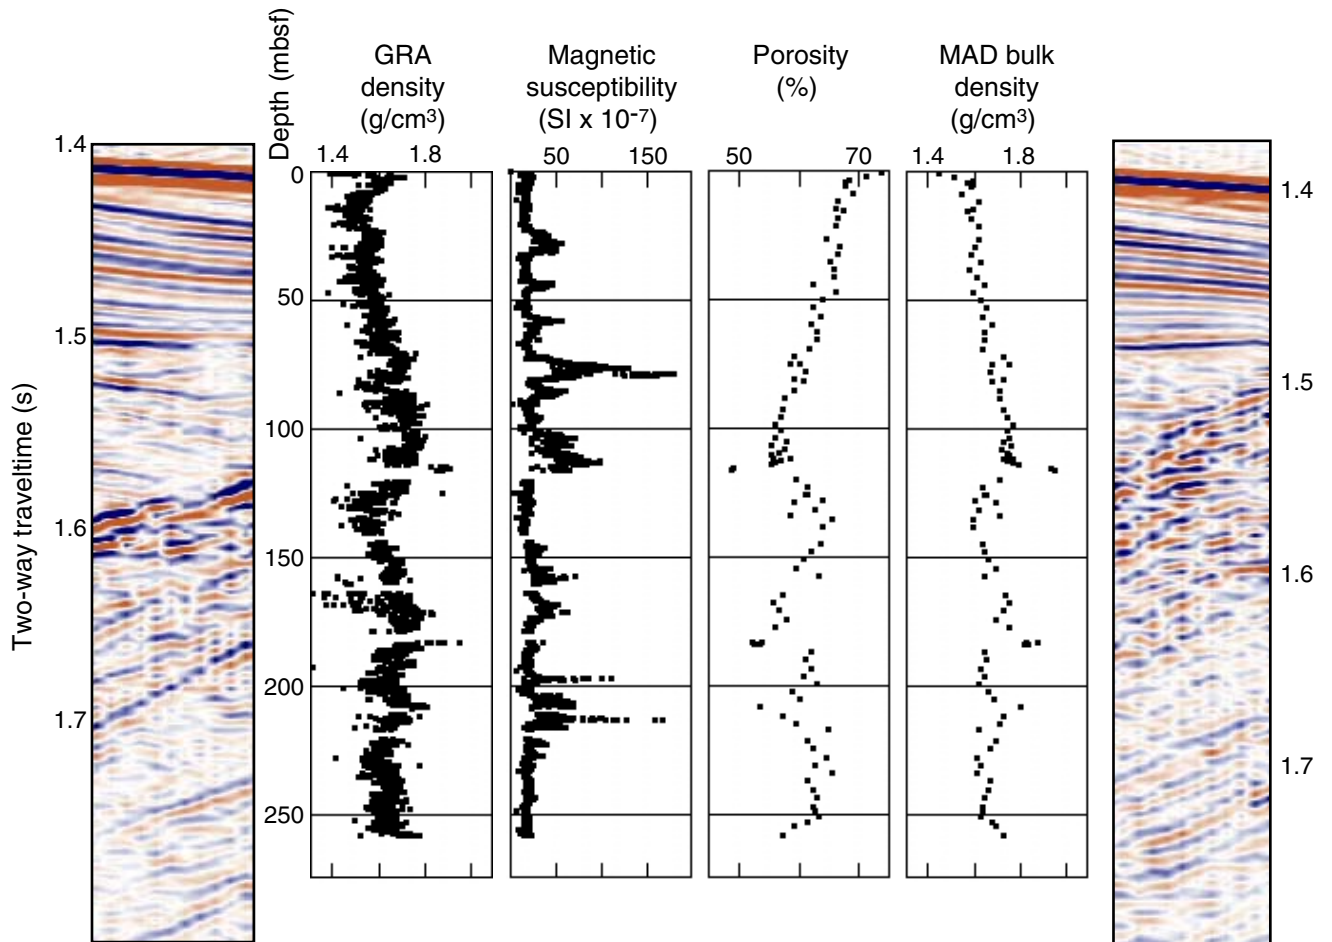 Two-way traveltime (s)
1.4
1.5
1.6
1.7
Depth (mbsf)
0
50
100
150
200
250
GRA
density
(g/cm³)
1.4 1.8
Magnetic
susceptibility
(SI x 10⁻⁷)
50 150
Porosity
(%)
50 70
MAD bulk
density
(g/cm³)
1.4 1.8
1.4
1.5
1.6
1.7